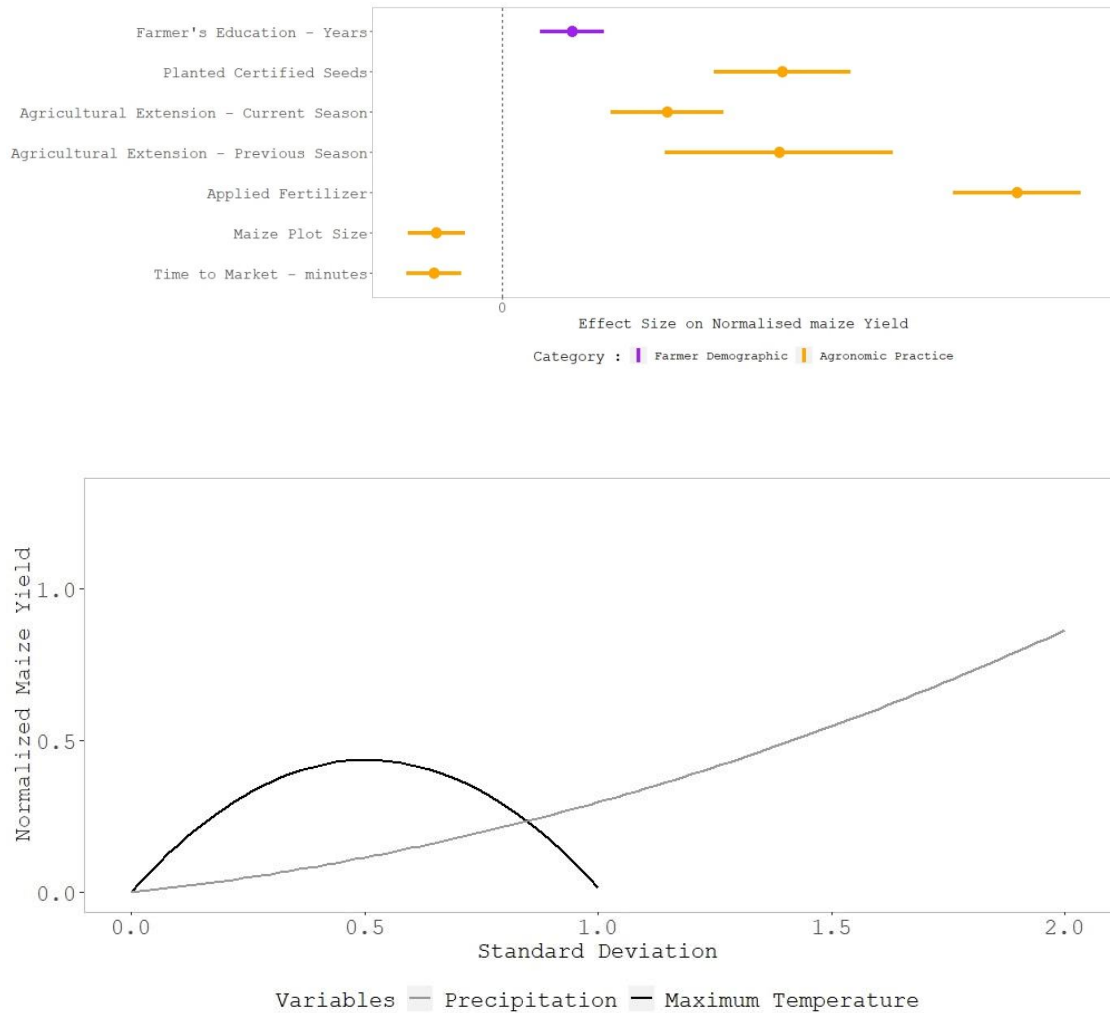 Farmer's Education - Years
Planted Certified Seeds
Agricultural Extension - Current Season
Agricultural Extension - Previous Season
Applied Fertilizer
Maize Plot Size
Time to Market - minutes
0
Effect Size on Normalised maize Yield
Category : Farmer Demographic Agronomic Practice
Normalized Maize Yield
1.0
0.5
0.0
0.0 0.5 1.0 1.5 2.0
Standard Deviation
Variables Precipitation Maximum Temperature